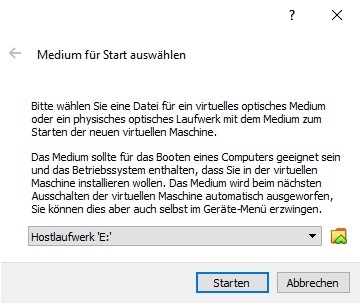 ?
Medium für Start auswählen
Bitte wählen Sie eine Datei für ein virtuelles optisches Medium
oder ein physisches optisches Laufwerk mit dem Medium zum
Starten der neuen virtuellen Maschine.
Das Medium sollte für das Booten eines Computers geeignet sein
und das Betriebssystem enthalten, dass Sie in der virtuellen
Maschine installieren wollen. Das Medium wird beim nächsten
Ausschalten der virtuellen Maschine automatisch ausgeworfen,
Sie können dies aber auch selbst im Geräte-Menü erzwingen.
Hostlaufwerk 'E:'
Starten
Abbrechen